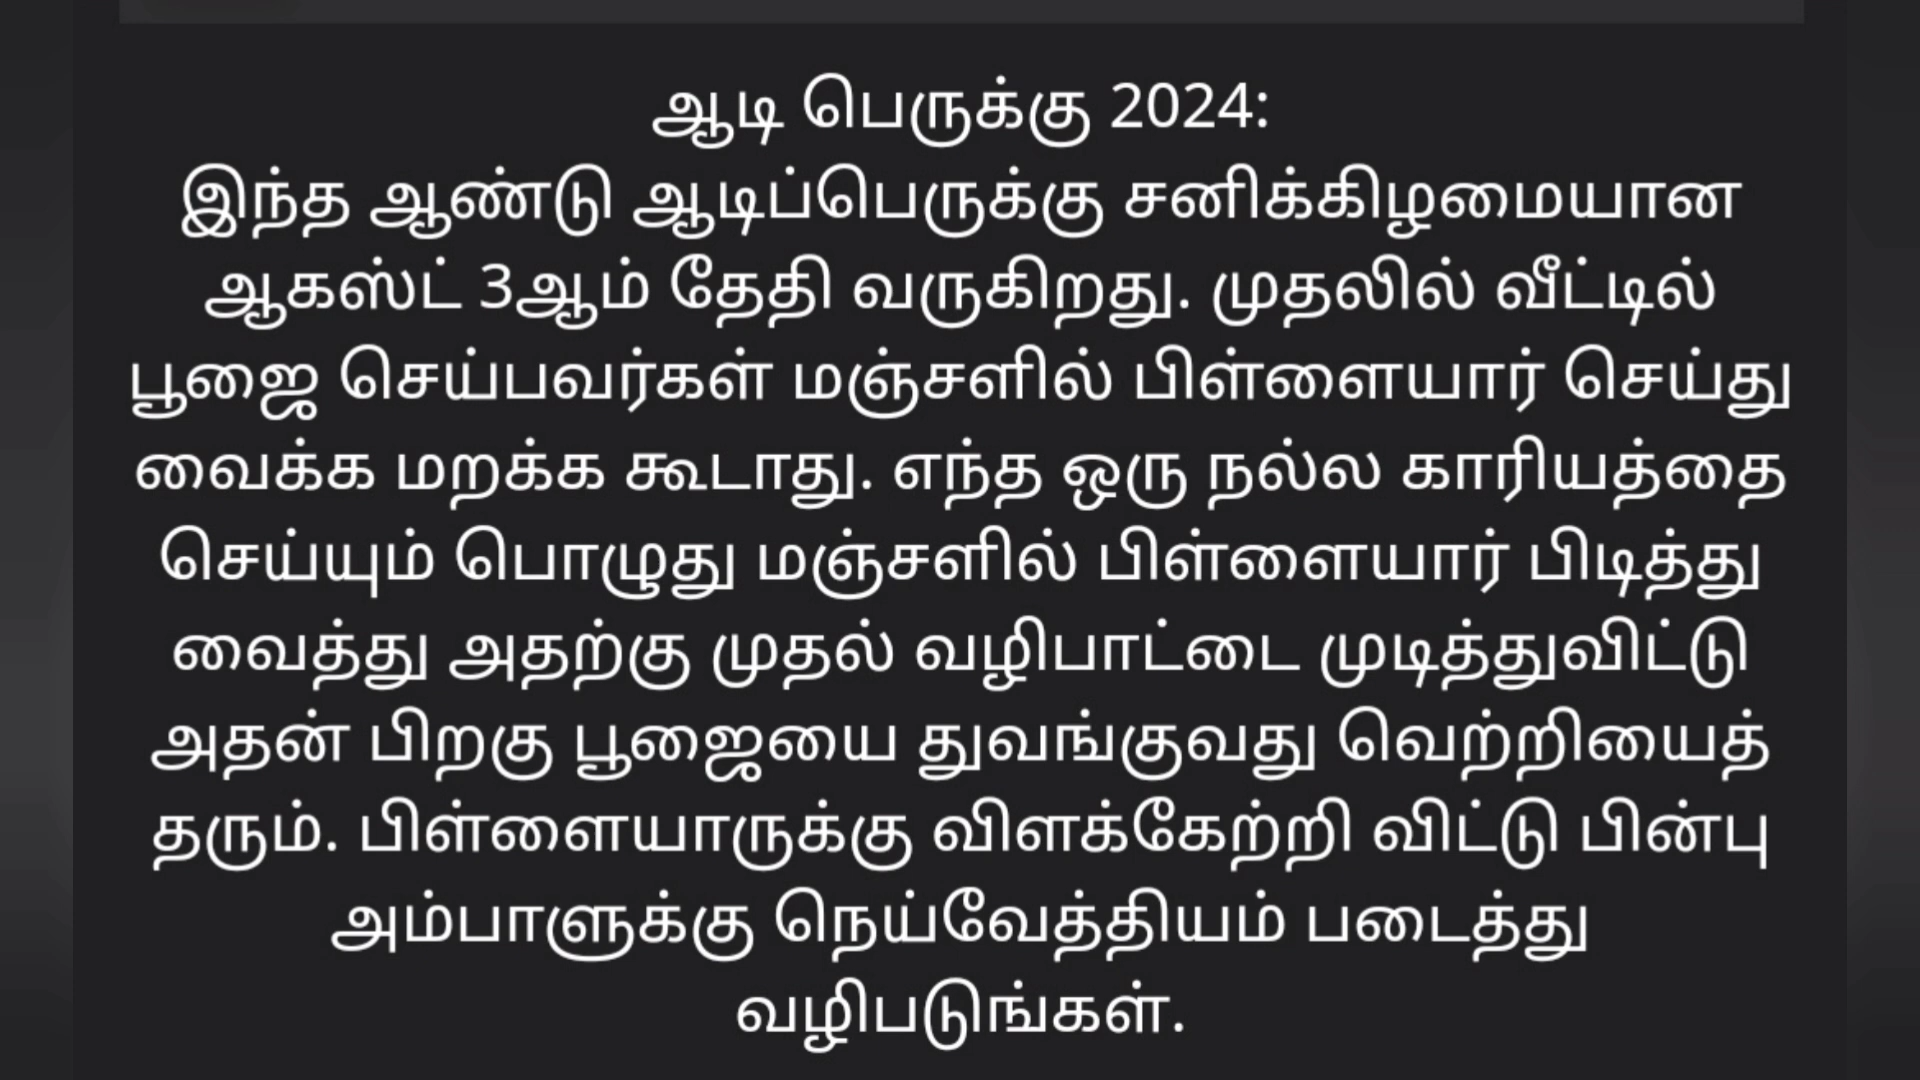 ஆடி பெருக்கு 2024:
இந்த ஆண்டு ஆடிப்பெருக்கு சனிக்கிழமையான
ஆகஸ்ட் 3ஆம் தேதி வருகிறது. முதலில் வீட்டில்
பூஜை செய்பவர்கள் மஞ்சளில் பிள்ளையார் செய்து
வைக்க மறக்க கூடாது. எந்த ஒரு நல்ல காரியத்தை
செய்யும் பொழுது மஞ்சளில் பிள்ளையார் பிடித்து
வைத்து அதற்கு முதல் வழிபாட்டை முடித்துவிட்டு
அதன் பிறகு பூஜையை துவங்குவது வெற்றியைத்
தரும். பிள்ளையாருக்கு விளக்கேற்றி விட்டு பின்பு
அம்பாளுக்கு நெய்வேத்தியம் படைத்து
வழிபடுங்கள்.